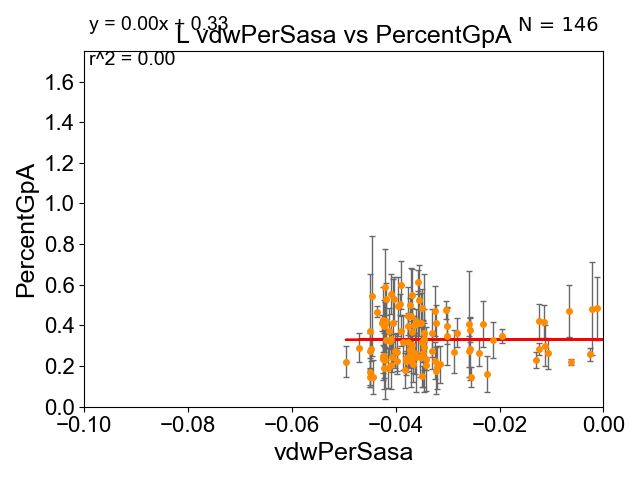 y = 0.00x + 0.33
N = 146
L vdwPerSasa vs PercentGpA
r^2 = 0.00
PercentGpA
1.6
1.4
1.2
1.0
0.8
0.6
0.4
0.2
0.0
−0.10
−0.08
−0.06
−0.04
−0.02
0.00
vdwPerSasa